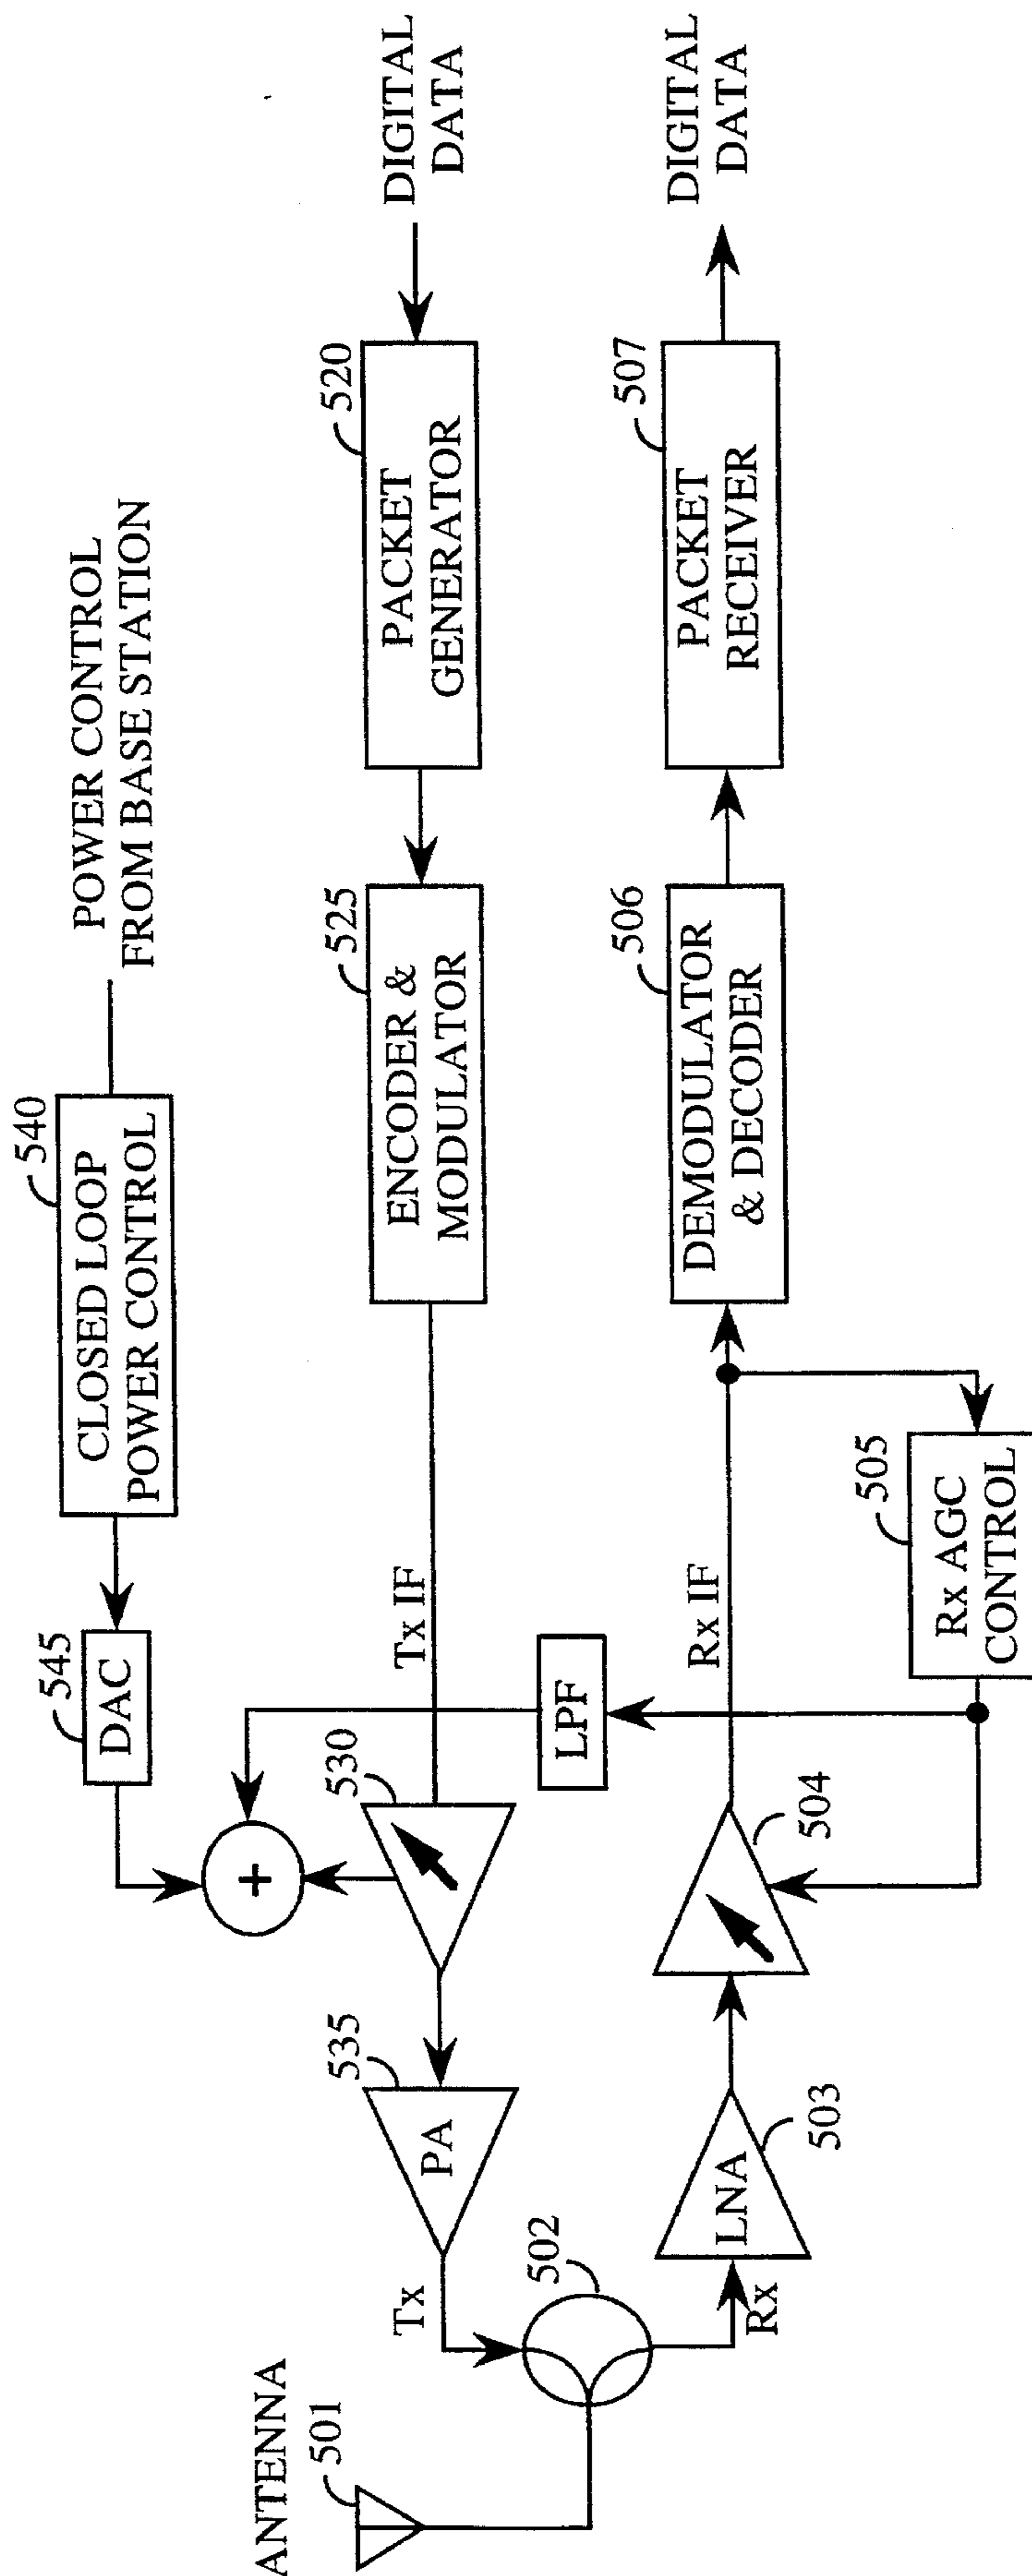 ANTENNA
501
502
Tx
Rx
PA
535
LNA
503
530
504
+
DAC
545
LPF
Tx IF
Rx IF
Rx AGC
CONTROL
505
CLOSED LOOP
POWER CONTROL
540
POWER CONTROL
FROM BASE STATION
ENCODER &
MODULATOR
525
DEMODULATOR
& DECODER
506
PACKET
GENERATOR
520
PACKET
RECEIVER
507
DIGITAL
DATA
DIGITAL
DATA